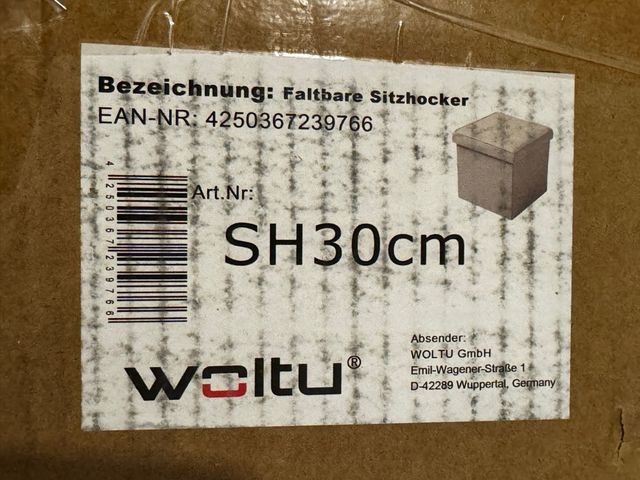 Bezeichnung: Faltbare Sitzhocker
EAN-NR: 4250367239766
4250367239766
Art.Nr:
SH30cm
woltu®
Absender:
WOLTU GmbH
Emil-Wagener-Straße 1
D-42289 Wuppertal, Germany